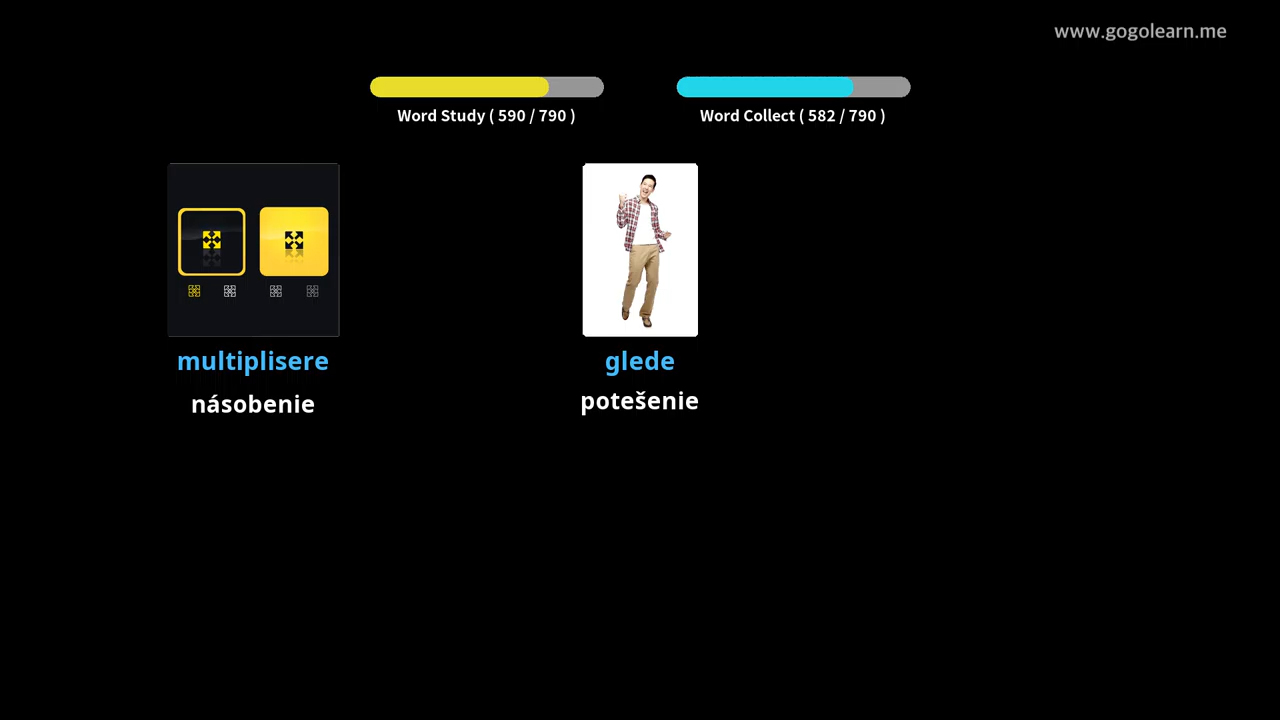 www.gogolearn.me
Word Study ( 590 / 790 )
Word Collect ( 582 / 790 )
multiplisere
násobenie
glede
potešenie